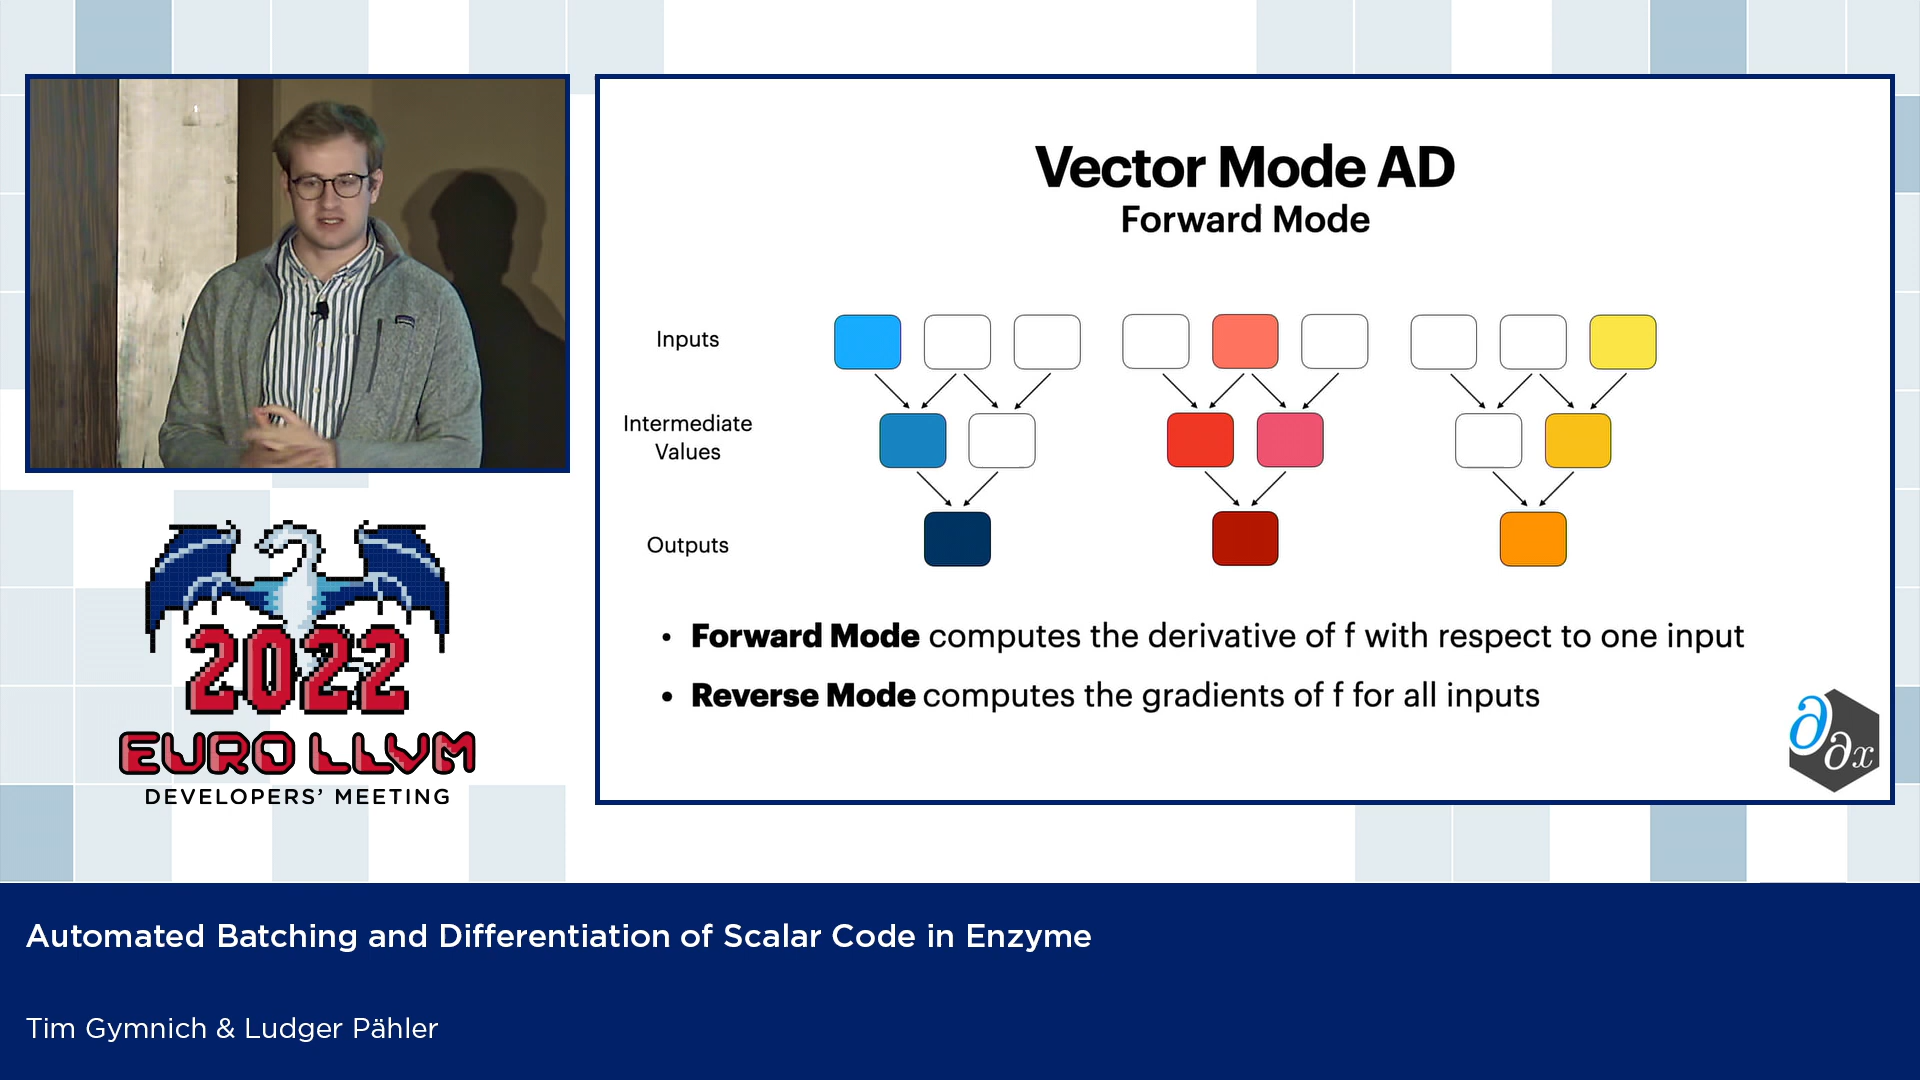 Vector Mode AD
Forward Mode
Inputs
Intermediate
Values
Outputs
• Forward Mode computes the derivative of f with respect to one input
• Reverse Mode computes the gradients of f for all inputs
∂
∂x
2022
EURO LLVM
DEVELOPERS’ MEETING
Automated Batching and Differentiation of Scalar Code in Enzyme
Tim Gymnich & Ludger Pähler